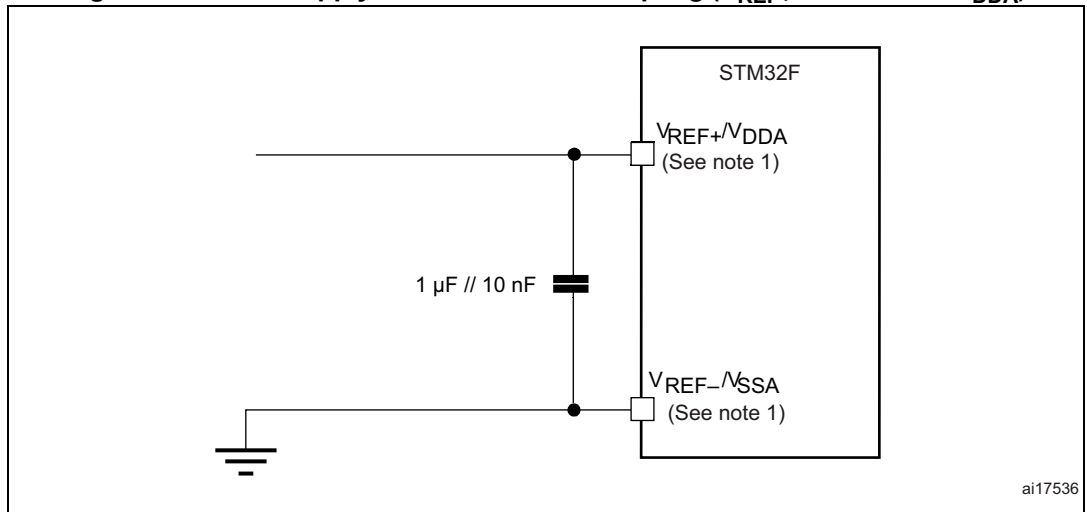 STM32F
VREF+/VDDA
(See note 1)
1 µF // 10 nF
VREF–/VSSA
(See note 1)
ai17536